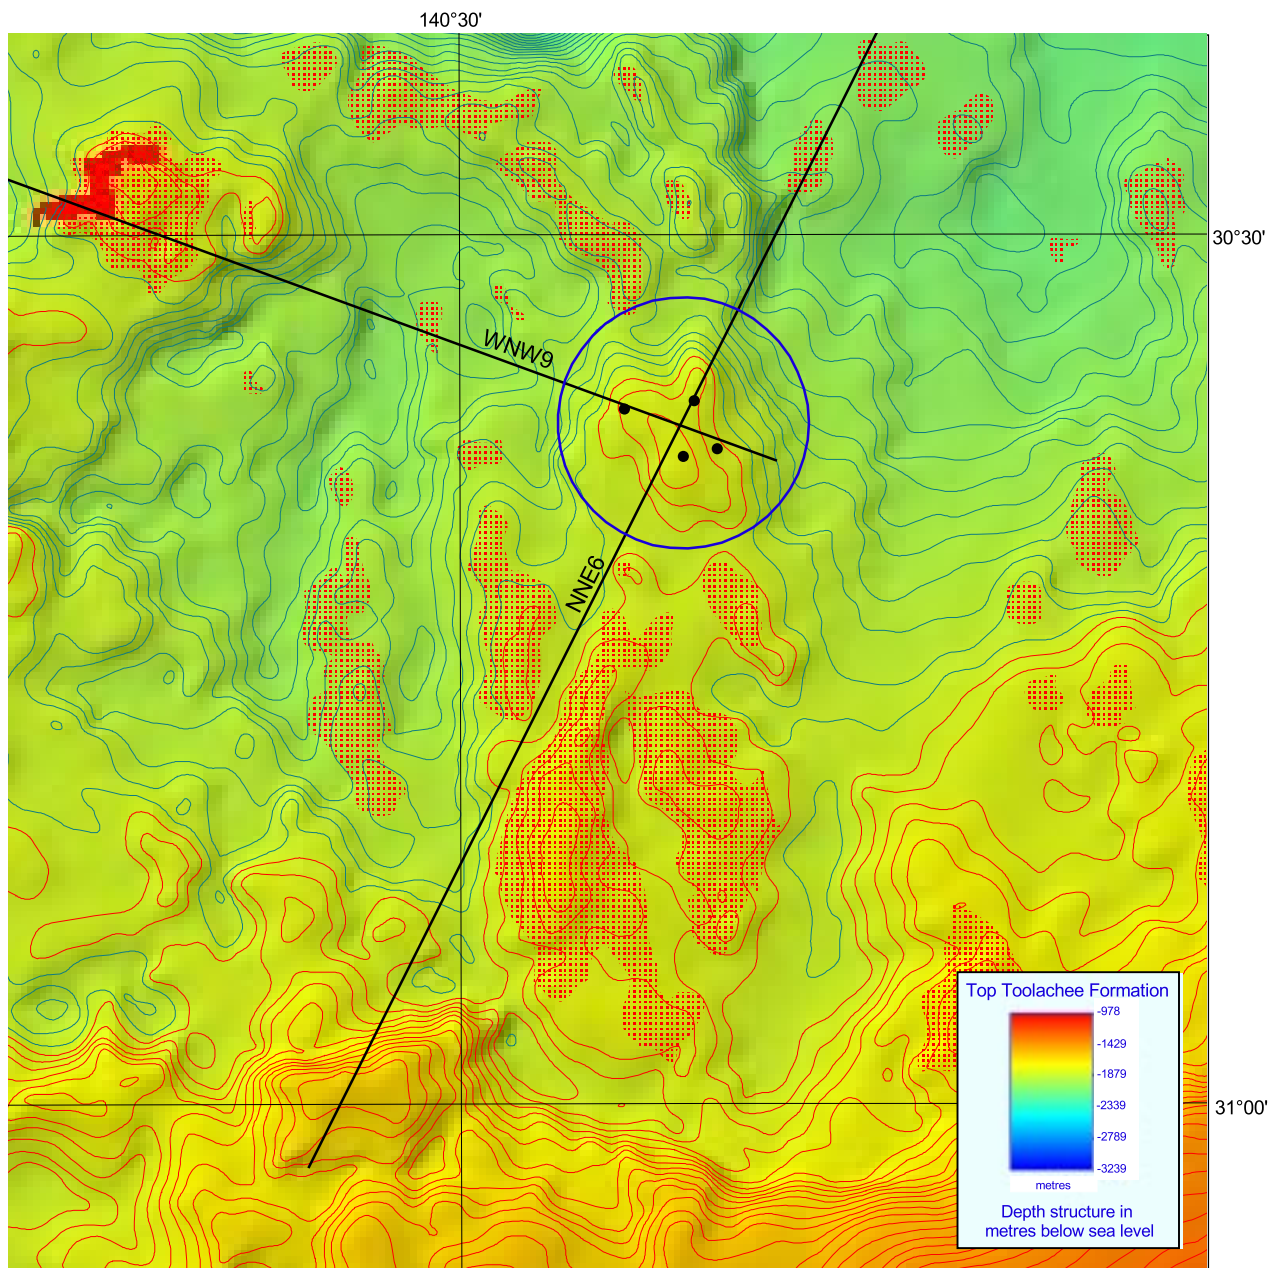 140°30'
30°30'
WNW9
NNE6
Top Toolachee Formation
-978
-1429
-1879
-2339
-2789
-3239
metres
Depth structure in
metres below sea level
31°00'